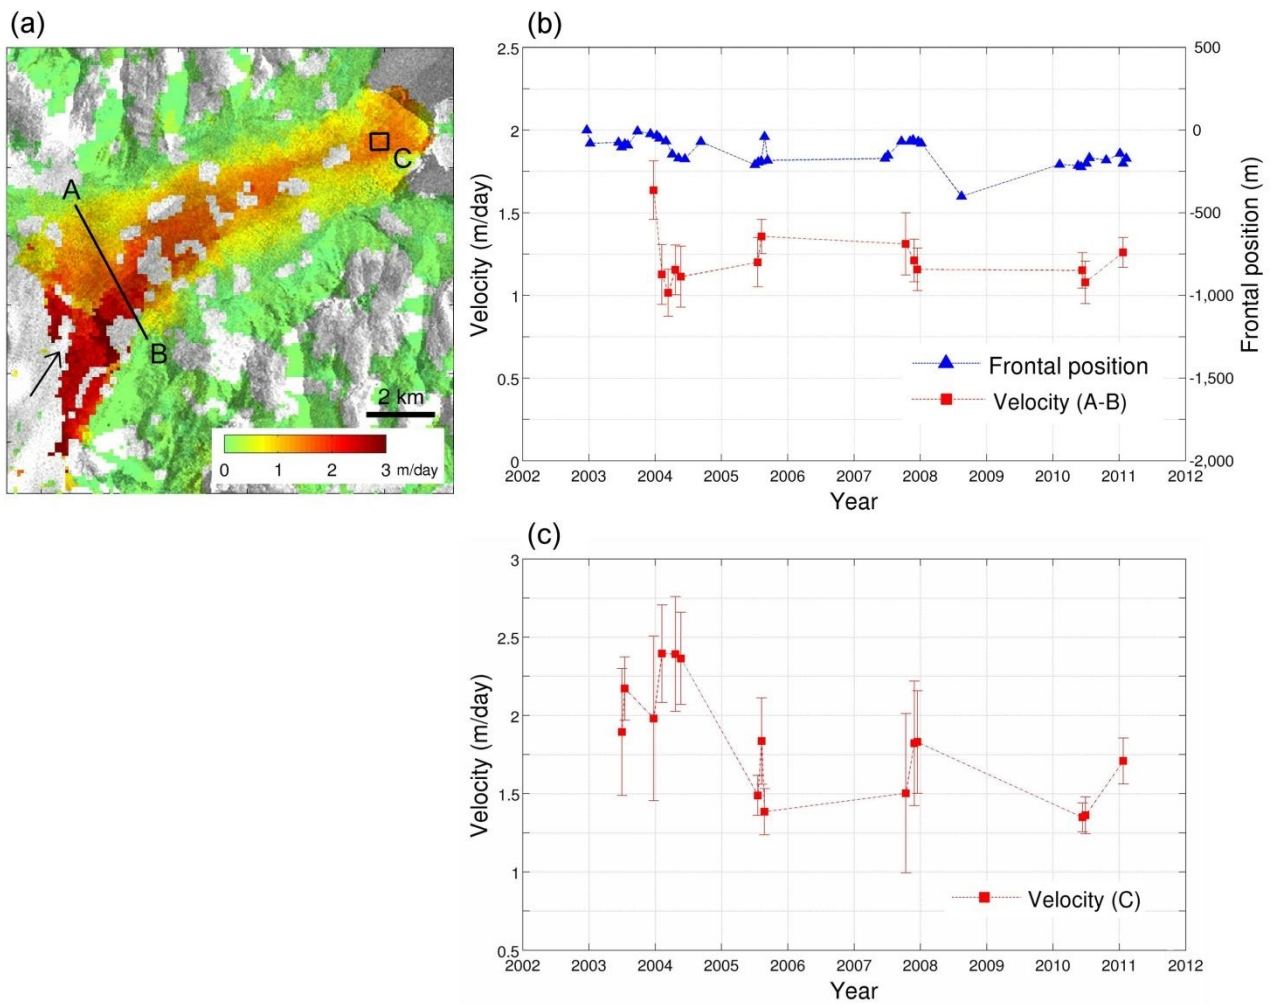 (a)
A
B
C
2 km
0 1 2 3 m/day
(b)
2.5
2
1.5
1
0.5
0
Velocity (m/day)
500
0
-500
-1,000
-1,500
-2,000
Frontal position (m)
Frontal position
Velocity (A-B)
2002 2003 2004 2005 2006 2007 2008 2009 2010 2011 2012
Year
(c)
3
2.5
2
1.5
1
0.5
Velocity (m/day)
Velocity (C)
2002 2003 2004 2005 2006 2007 2008 2009 2010 2011 2012
Year